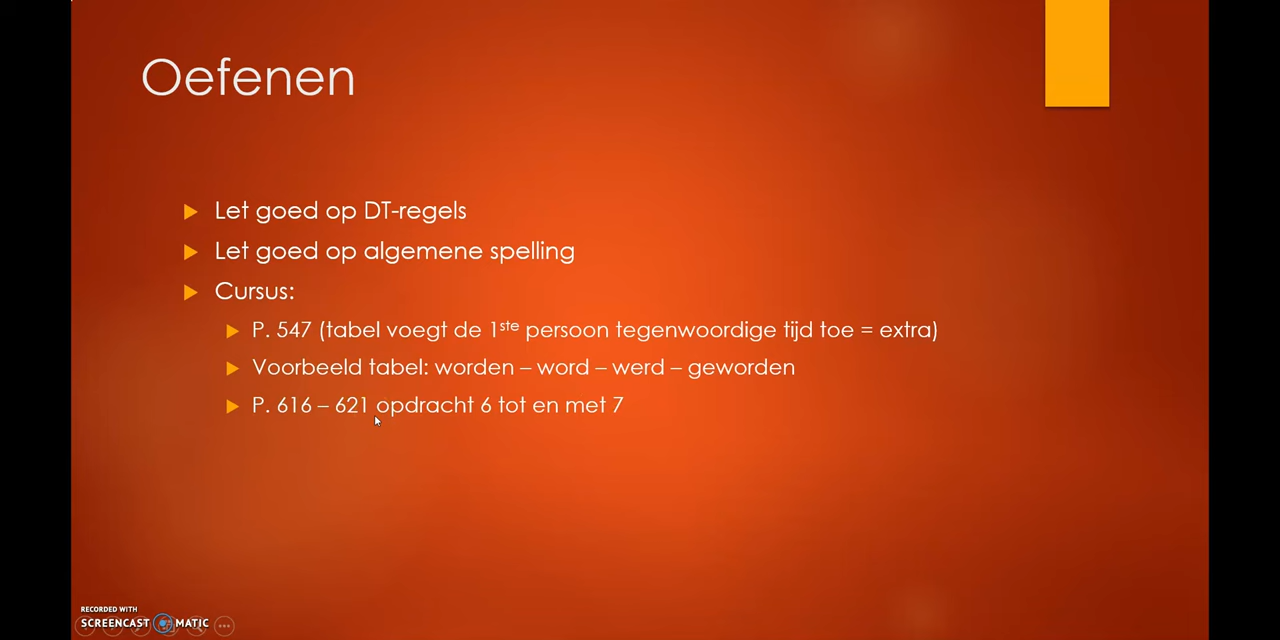 Oefenen
Let goed op DT-regels
Let goed op algemene spelling
Cursus:
P. 547 (tabel voegt de 1ste persoon tegenwoordige tijd toe = extra)
Voorbeeld tabel: worden – word – werd – geworden
P. 616 – 621 opdracht 6 tot en met 7
RECORDED WITH
SCREENCAST MATIC